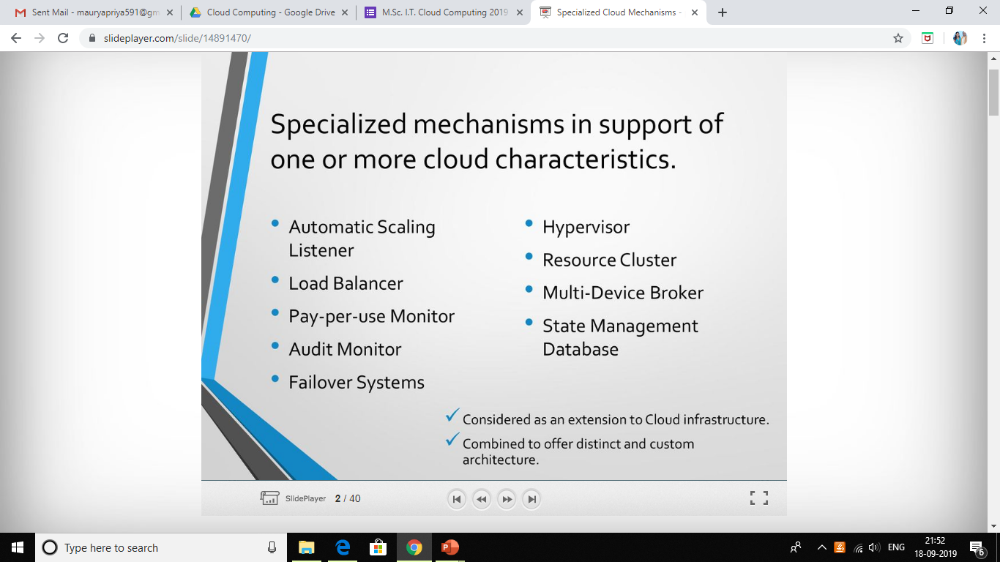 Sent Mail - mauryapriya591@gm
Cloud Computing - Google Drive
M.Sc. I.T. Cloud Computing 2019
Specialized Cloud Mechanisms -
slideplayer.com/slide/14891470/
Specialized mechanisms in support of
one or more cloud characteristics.
• Automatic Scaling
Listener
• Load Balancer
• Pay-per-use Monitor
• Audit Monitor
• Failover Systems
• Hypervisor
• Resource Cluster
• Multi-Device Broker
• State Management
Database
✓ Considered as an extension to Cloud infrastructure.
✓ Combined to offer distinct and custom
architecture.
SlidePlayer 2 / 40
Type here to search
ENG
21:52
18-09-2019
6